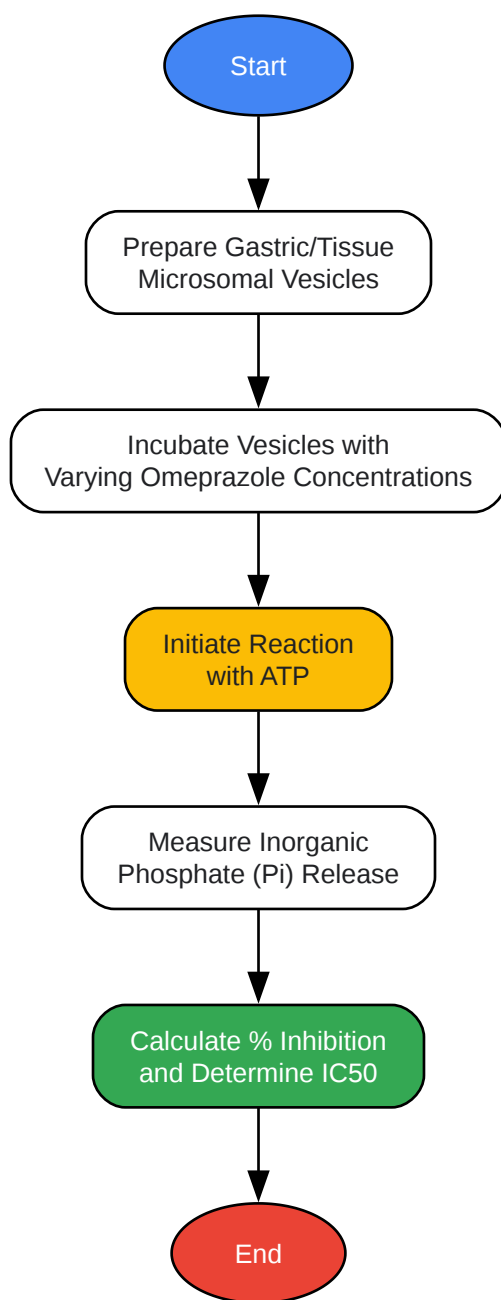 Start
Prepare Gastric/Tissue
Microsomal Vesicles
Incubate Vesicles with
Varying Omeprazole Concentrations
Initiate Reaction
with ATP
Measure Inorganic
Phosphate (Pi) Release
Calculate % Inhibition
and Determine IC50
End